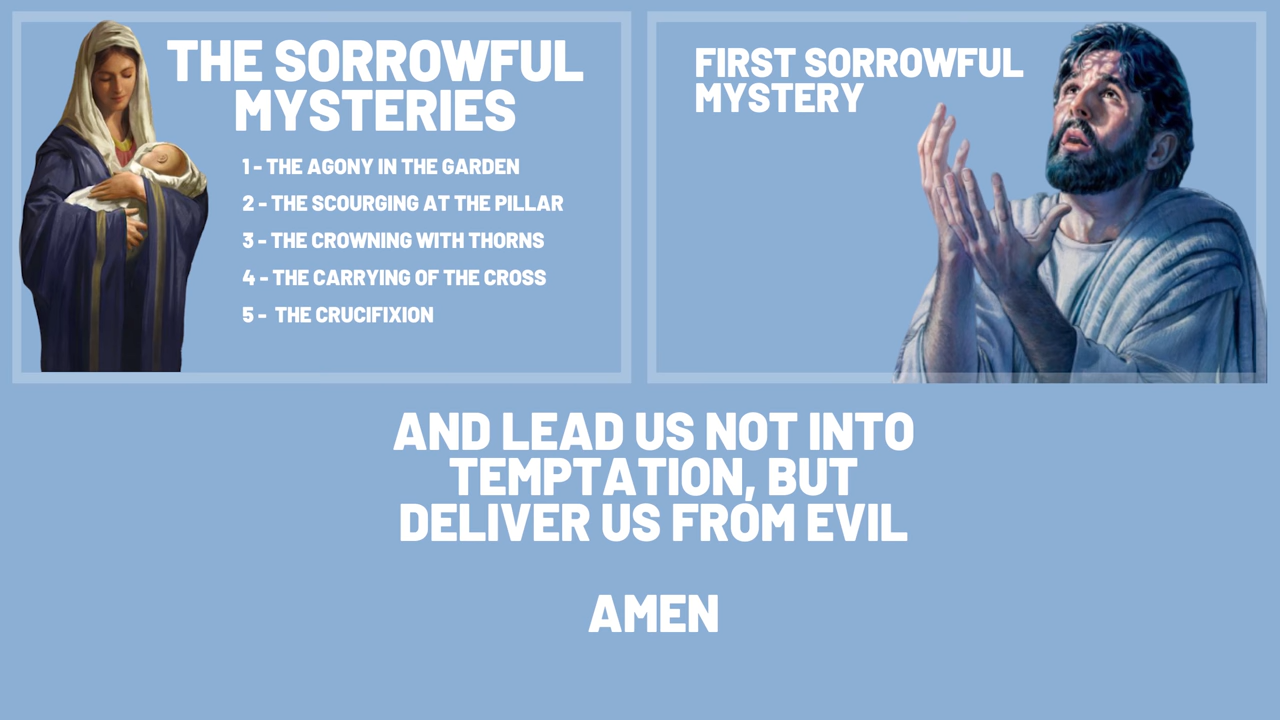 THE SORROWFUL
MYSTERIES
1 - THE AGONY IN THE GARDEN
2 - THE SCOURGING AT THE PILLAR
3 - THE CROWNING WITH THORNS
4 - THE CARRYING OF THE CROSS
5 -  THE CRUCIFIXION
FIRST SORROWFUL
MYSTERY
AND LEAD US NOT INTO
TEMPTATION, BUT
DELIVER US FROM EVIL
AMEN